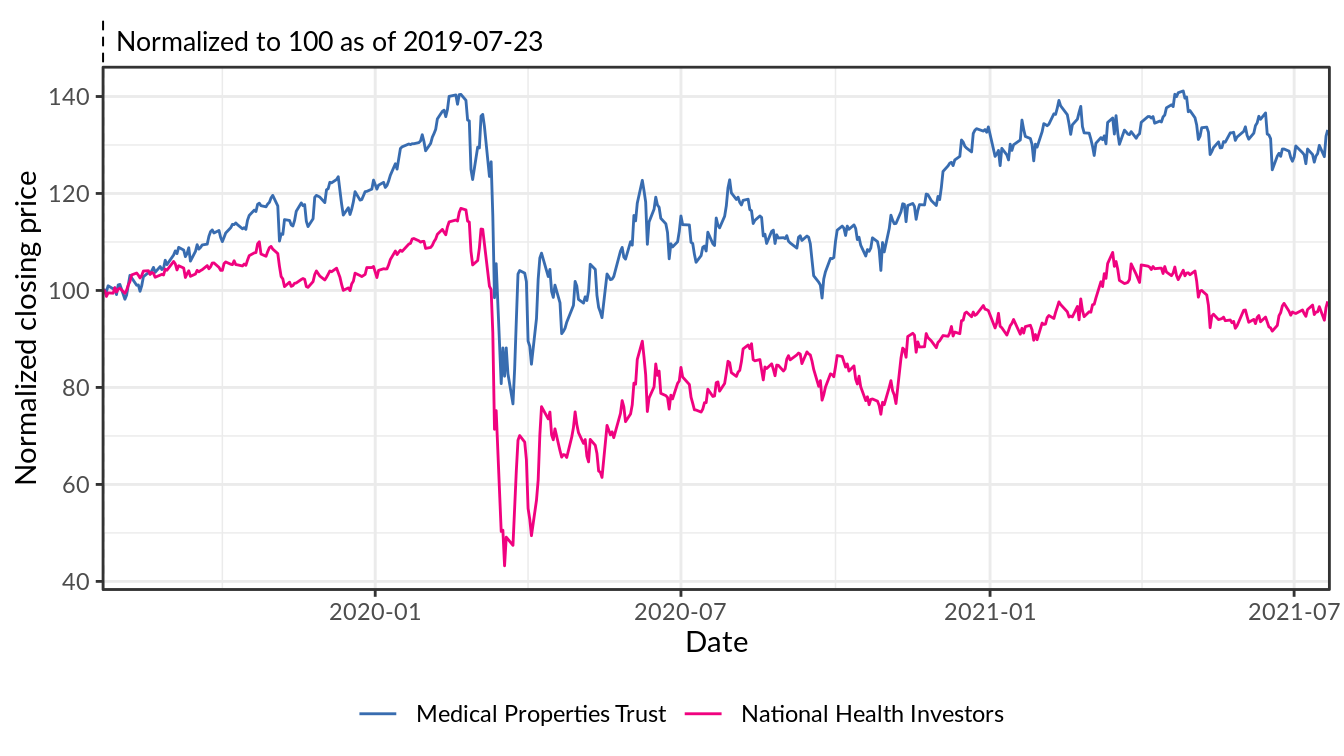 Normalized to 100 as of 2019-07-23
Normalized closing price
140
120
100
80
60
40
2020-01
2020-07
2021-01
2021-07
Date
Medical Properties Trust
National Health Investors